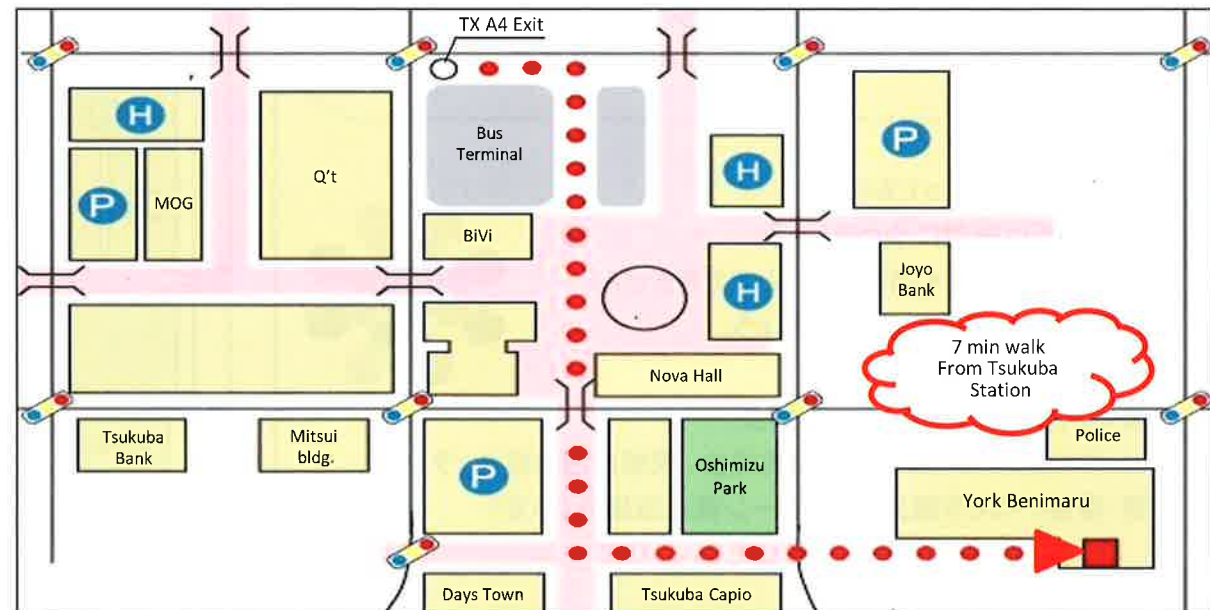 TX A4 Exit
H
P
MOG
Q't
Bus
Terminal
BiVi
H
P
H
Joyo
Bank
7 min walk
From Tsukuba
Station
Nova Hall
Tsukuba
Bank
Mitsui
bldg.
P
Oshimizu
Park
Police
York Benimaru
Days Town
Tsukuba Capio